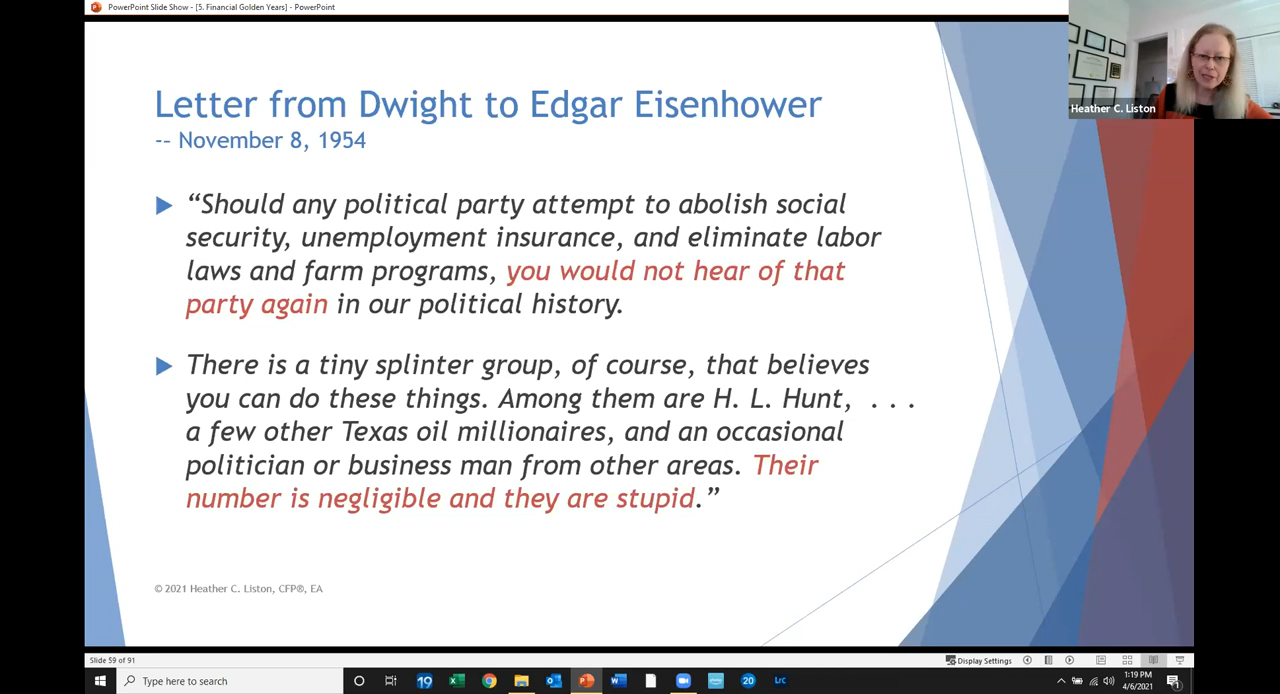 PowerPoint Slide Show - [5. Financial Golden Years] - PowerPoint
Heather C. Liston
Letter from Dwight to Edgar Eisenhower
-- November 8, 1954
“Should any political party attempt to abolish social
security, unemployment insurance, and eliminate labor
laws and farm programs, you would not hear of that
party again in our political history.
There is a tiny splinter group, of course, that believes
you can do these things. Among them are H. L. Hunt, . . .
a few other Texas oil millionaires, and an occasional
politician or business man from other areas. Their
number is negligible and they are stupid.”
© 2021 Heather C. Liston, CFP®, EA
Slide 59 of 91
Display Settings
Type here to search
19
20
Lrc
1:19 PM
4/6/2021